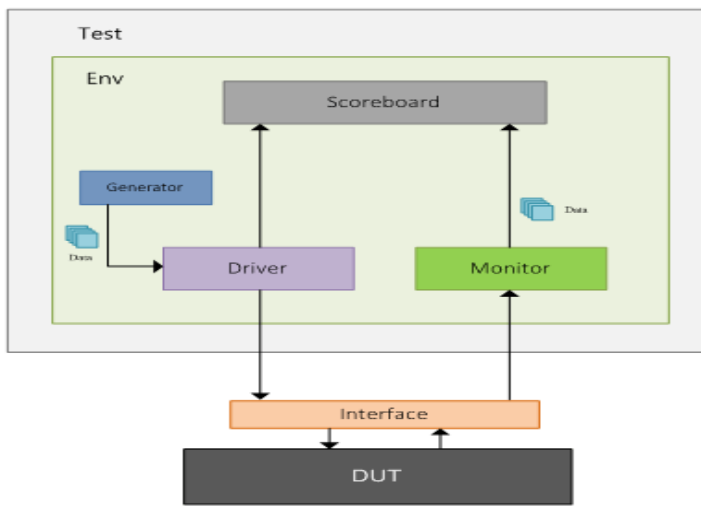 Test
Env
Scoreboard
Generator
Data
Data
Driver
Monitor
Interface
DUT